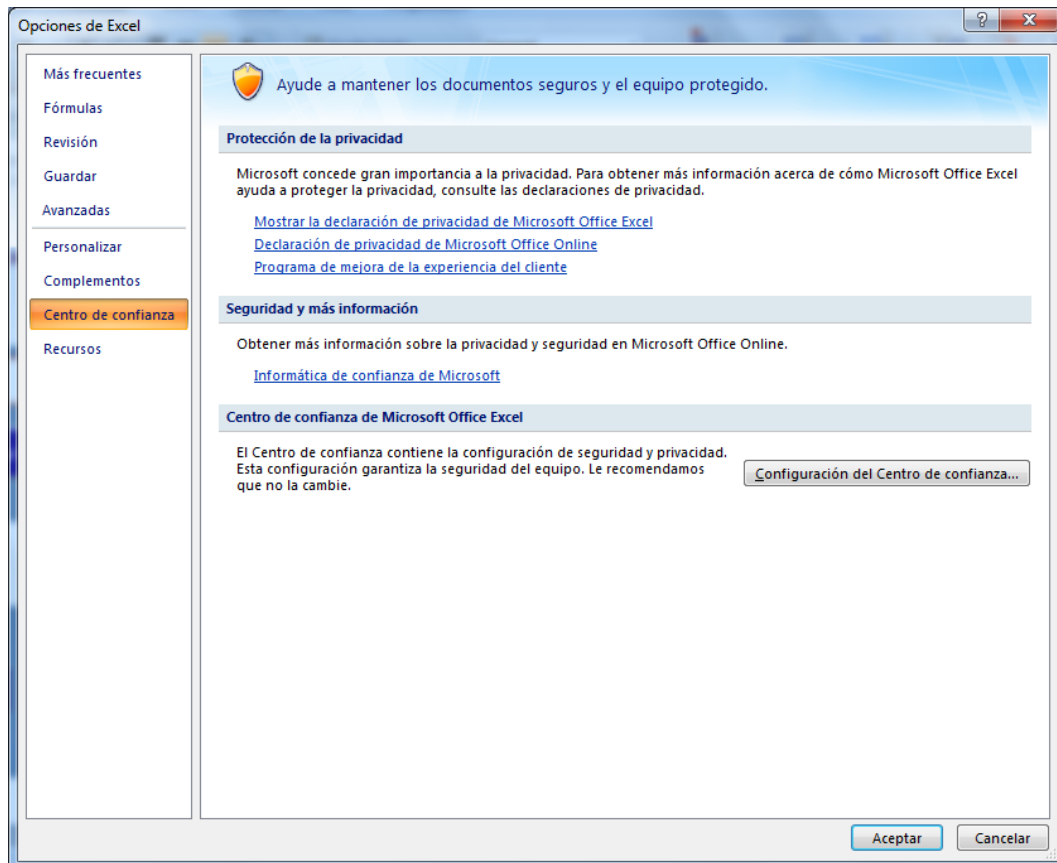 Opciones de Excel
Más frecuentes
Fórmulas
Revisión
Guardar
Avanzadas
Personalizar
Complementos
Centro de confianza
Recursos
Ayude a mantener los documentos seguros y el equipo protegido.
Protección de la privacidad
Microsoft concede gran importancia a la privacidad. Para obtener más información acerca de cómo Microsoft Office Excel
ayuda a proteger la privacidad, consulte las declaraciones de privacidad.
Mostrar la declaración de privacidad de Microsoft Office Excel
Declaración de privacidad de Microsoft Office Online
Programa de mejora de la experiencia del cliente
Seguridad y más información
Obtener más información sobre la privacidad y seguridad en Microsoft Office Online.
Informática de confianza de Microsoft
Centro de confianza de Microsoft Office Excel
El Centro de confianza contiene la configuración de seguridad y privacidad.
Esta configuración garantiza la seguridad del equipo. Le recomendamos
que no la cambie.
Configuración del Centro de confianza...
Aceptar
Cancelar